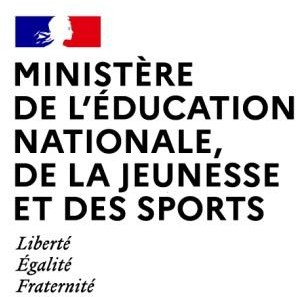 MINISTÈRE
DE L'ÉDUCATION
NATIONALE,
DE LA JEUNESSE
ET DES SPORTS
Liberté
Égalité
Fraternité